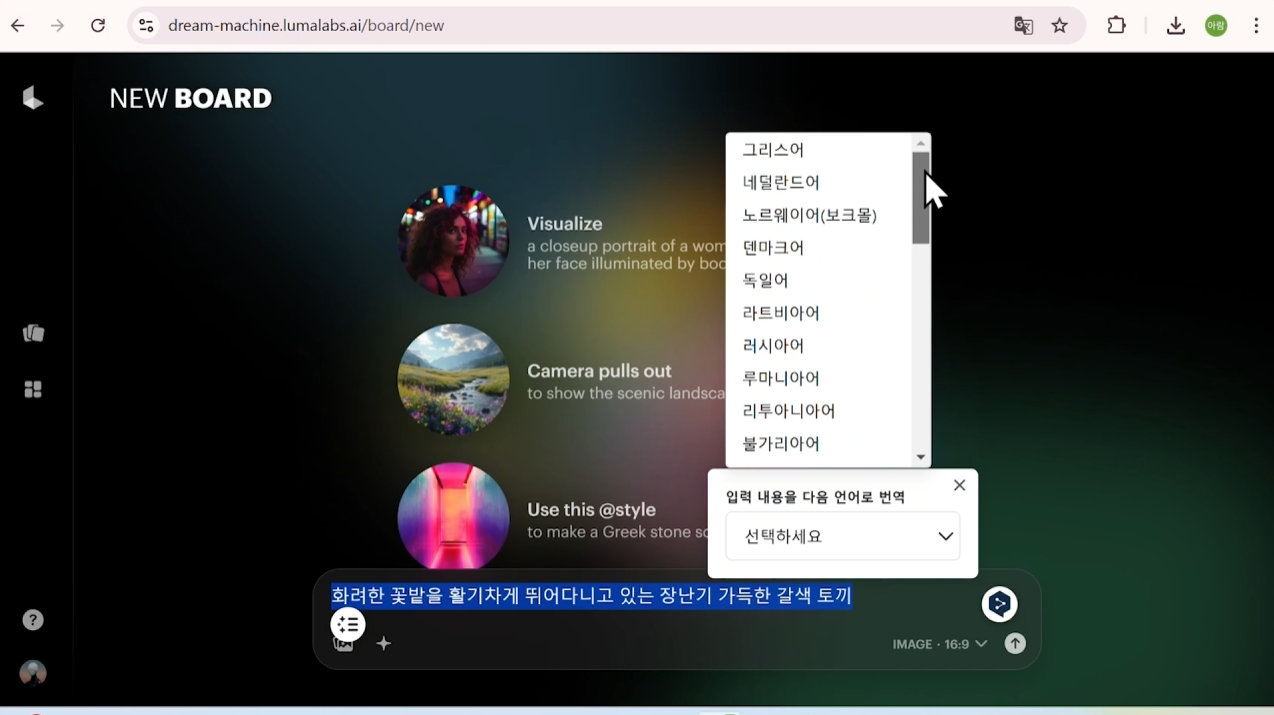 dream-machine.lumalabs.ai/board/new
아람
NEW BOARD
Visualize
a closeup portrait of a wom
her face illuminated by boo
Camera pulls out
to show the scenic landsca
Use this @style
to make a Greek stone sc
그리스어
네덜란드어
노르웨이어(보크몰)
덴마크어
독일어
라트비아어
러시아어
루마니아어
리투아니아어
불가리아어
입력 내용을 다음 언어로 번역
선택하세요
화려한 꽃밭을 활기차게 뛰어다니고 있는 장난기 가득한 갈색 토끼
IMAGE · 16:9